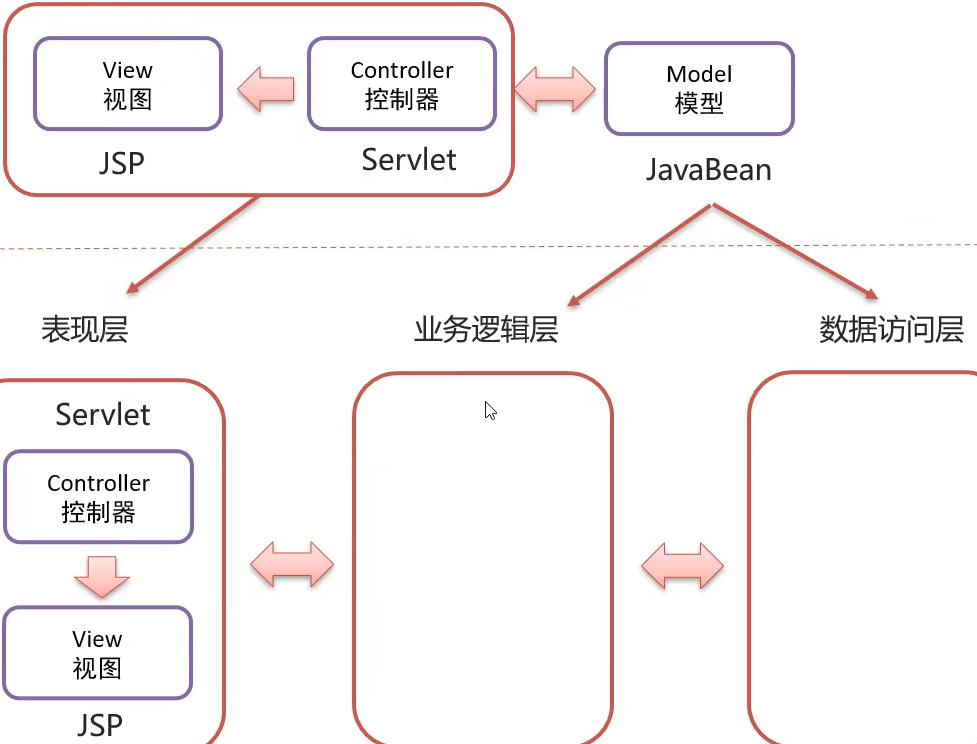 View
视图
Controller
控制器
Model
模型
JSP
Servlet
JavaBean
表现层
业务逻辑层
数据访问层
Servlet
Controller
控制器
View
视图
JSP